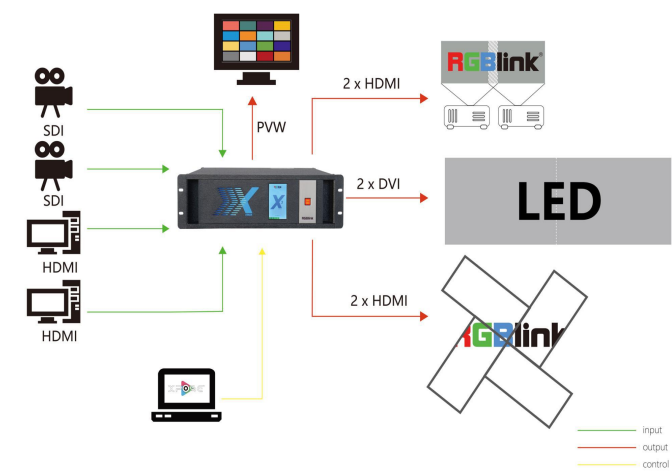 SDI
SDI
HDMI
HDMI
PVW
X
2 x HDMI
RGBlink
2 x DVI
LED
2 x HDMI
RGBlink
input
output
control